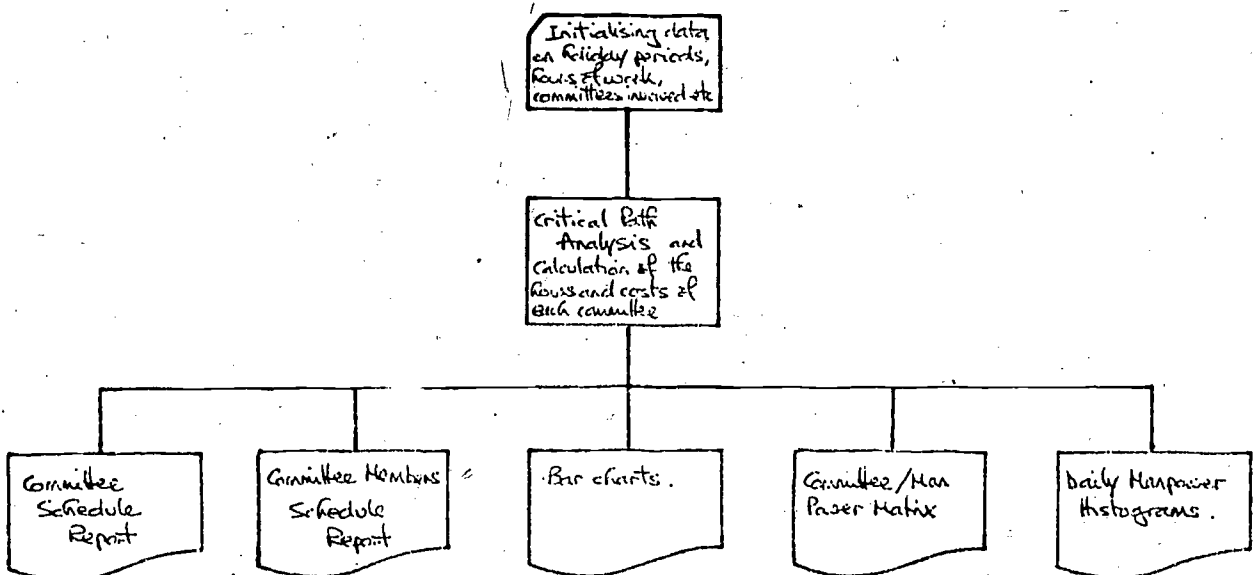 Initialising data
on holiday periods,
hours of work,
committees involved etc
Critical Path
Analysis and
Calculation of the
hours and costs of
each committee
Committee
Schedule
Report
Committee Members
Schedule
Report
Bar charts.
Committee/Man
Power Matrix
Daily Manpower
Histograms.